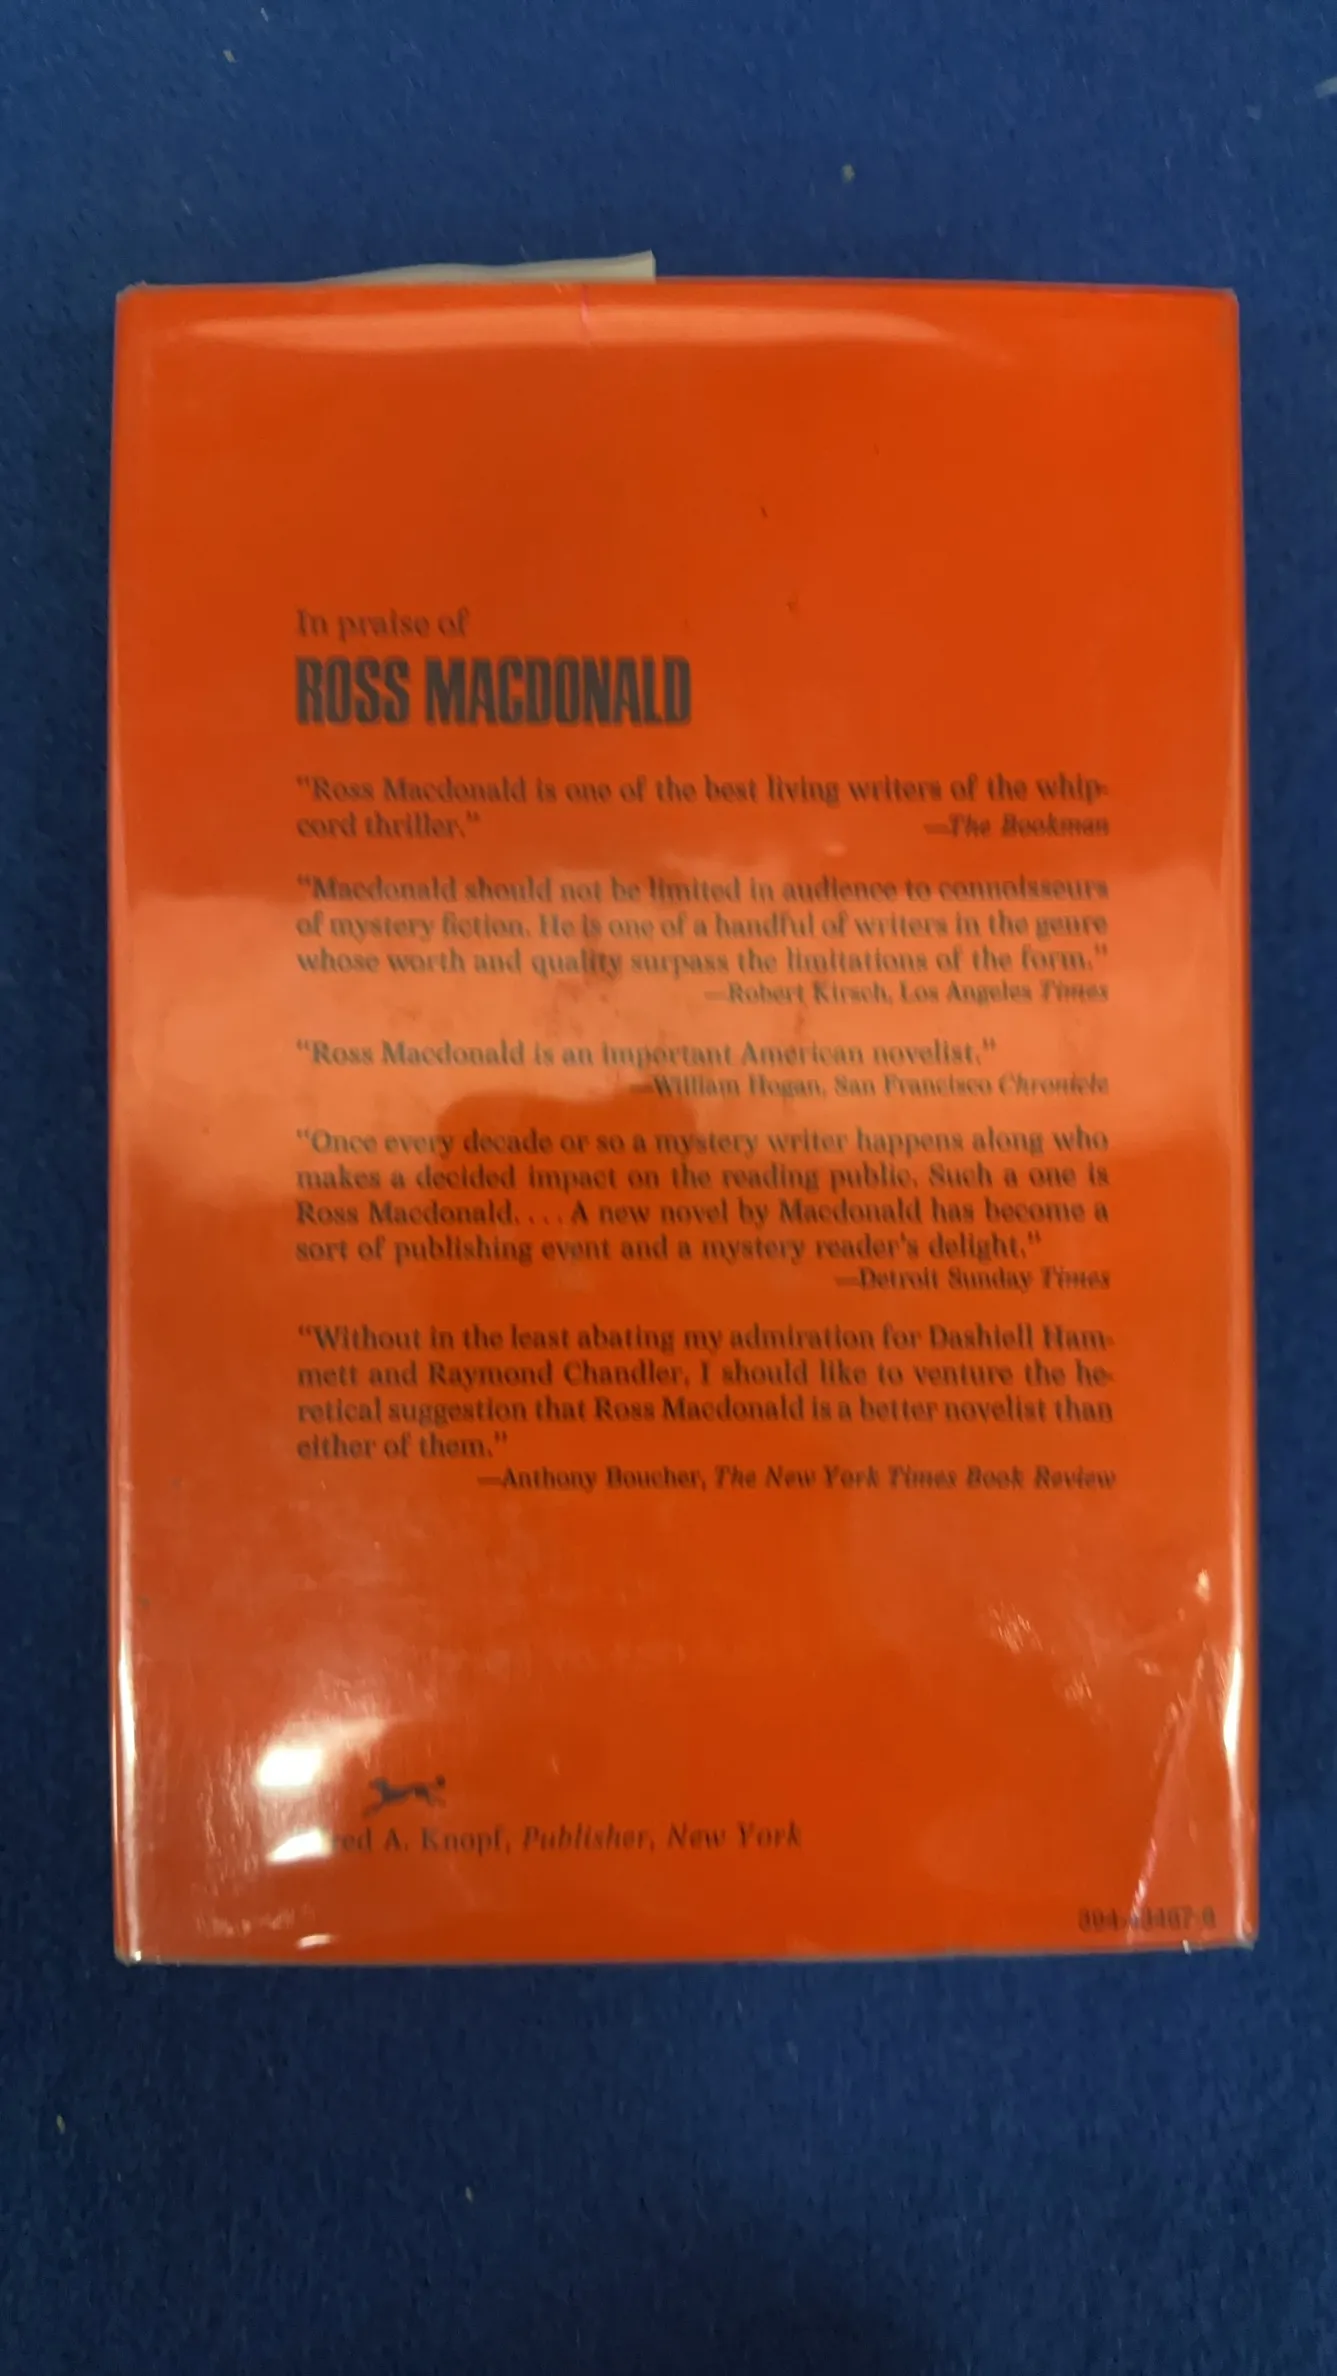 In praise of
ROSS MACDONALD
"Ross Macdonald is one of the best living writers of the whip-
cord thriller." —The Bookman
"Macdonald should not be limited in audience to connoisseurs
of mystery fiction. He is one of a handful of writers in the genre
whose worth and quality surpass the limitations of the form."
—Robert Kirsch, Los Angeles Times
"Ross Macdonald is an important American novelist."
—William Hogan, San Francisco Chronicle
"Once every decade or so a mystery writer happens along who
makes a decided impact on the reading public. Such a one is
Ross Macdonald. . . . A new novel by Macdonald has become a
sort of publishing event and a mystery reader's delight."
—Detroit Sunday Times
"Without in the least abating my admiration for Dashiell Ham-
mett and Raymond Chandler, I should like to venture the he-
retical suggestion that Ross Macdonald is a better novelist than
either of them."
—Anthony Boucher, The New York Times Book Review
A. Knopf, Publisher, New York